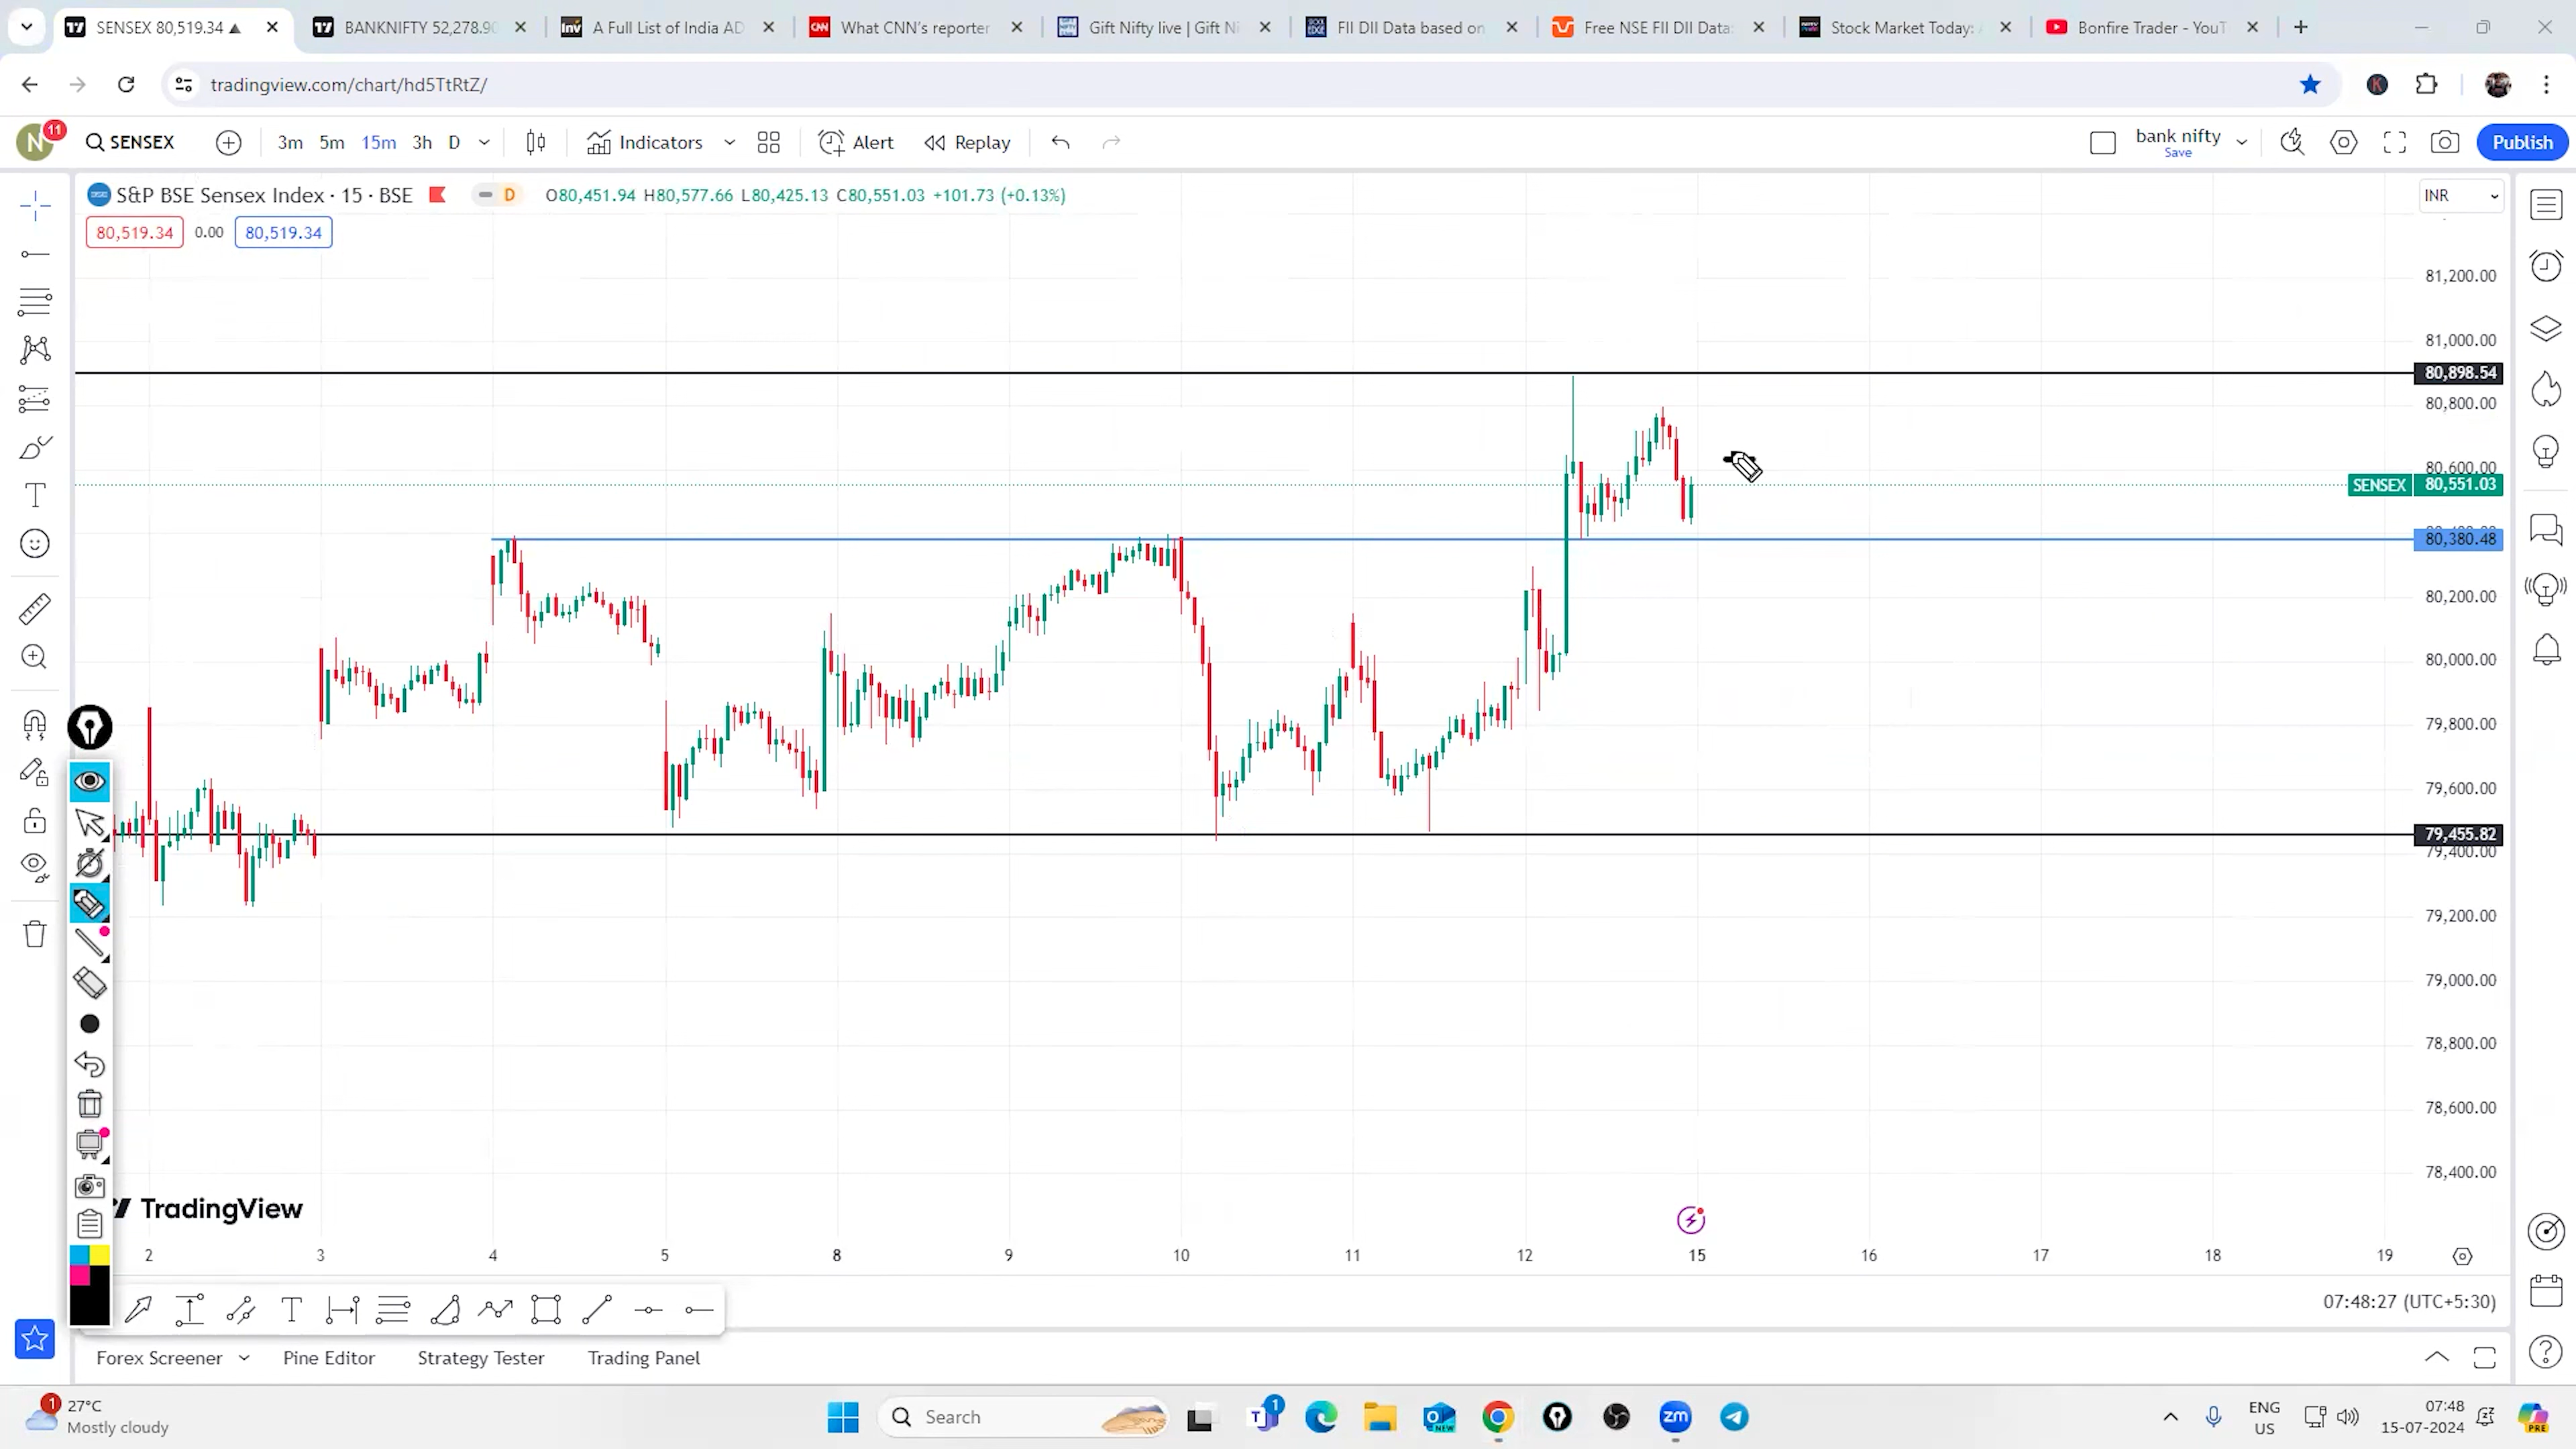 SENSEX 80,519.34 ▲
BANKNIFTY 52,278.90
A Full List of India AD
What CNN's reporter
Gift Nifty live | Gift Ni
FII DII Data based on
Free NSE FII DII Data:
Stock Market Today:
Bonfire Trader - YouT
tradingview.com/chart/hd5TtRtZ/
N 11 SENSEX 3m 5m 15m 3h D Indicators Alert Replay bank nifty Save Publish
S&P BSE Sensex Index · 15 · BSE D O80,451.94 H80,577.66 L80,425.13 C80,551.03 +101.73 (+0.13%) INR
80,519.34 0.00 80,519.34
81,200.00
81,000.00
80,898.54
80,800.00
80,600.00
SENSEX 80,551.03
80,380.48
80,200.00
80,000.00
79,800.00
79,600.00
79,455.82
79,400.00
79,200.00
79,000.00
78,800.00
78,600.00
78,400.00
TradingView
2 3 4 5 8 9 10 11 12 15 16 17 18 19
07:48:27 (UTC+5:30)
Forex Screener Pine Editor Strategy Tester Trading Panel
1 27°C
Mostly cloudy
Search
1
NEW
zm
ENG
US
07:48
15-07-2024
PRE